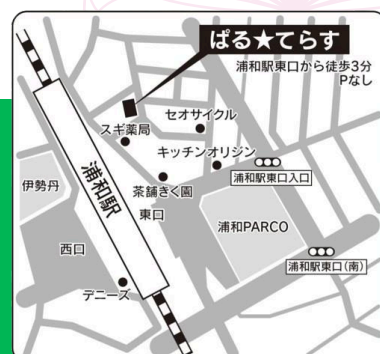 ぱる★てらす
浦和駅東口から徒歩3分
Pなし
セオサイクル
スギ薬局
キッチンオリジン
浦和駅東口入口
伊勢丹
浦和駅
茶舗きく園
東口
浦和PARCO
西口
浦和駅東口(南)
デニーズ